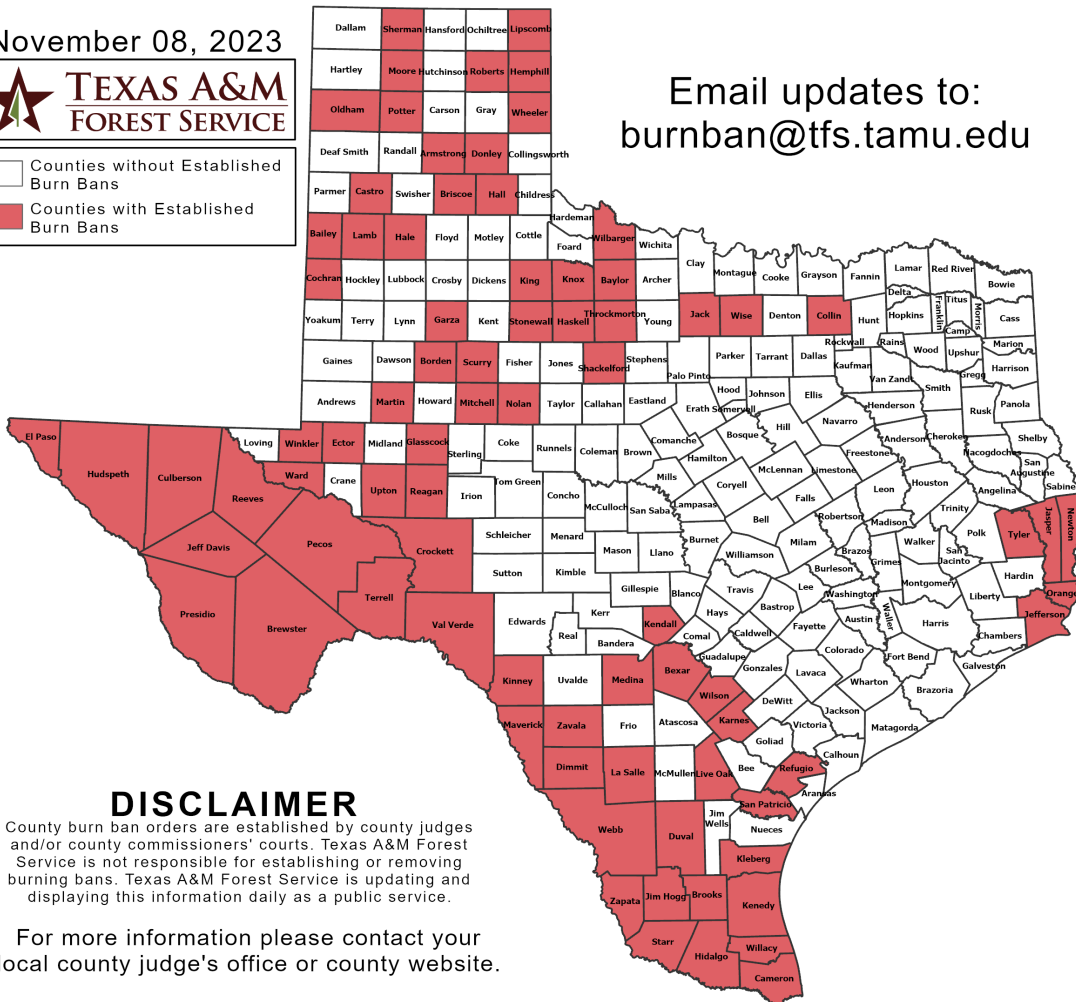 November 08, 2023
TEXAS A&M
FOREST SERVICE
Counties without Established
Burn Bans
Counties with Established
Burn Bans
Email updates to:
burnban@tfs.tamu.edu
Dallam Sherman Hansford Ochiltree Lipscomb
Hartley Moore Hutchinson Roberts Hemphill
Oldham Potter Carson Gray Wheeler
Deaf Smith Randall Armstrong Donley Collingsworth
Parmer Castro Swisher Briscoe Hall Childress
Hardeman
Bailey Lamb Hale Floyd Motley Cottle Foard Wilbarger Wichita
Clay Montague Cooke Grayson Fannin Lamar Red River Bowie
Cochran Hockley Lubbock Crosby Dickens King Knox Baylor Archer
Delta Franklin Titus Morris Cass
Yoakum Terry Lynn Garza Kent Stonewall Haskell Throckmorton Young Jack Wise Denton Collin Hunt Hopkins Camp
Rockwall Rains Wood Upshur Marion
Gaines Dawson Borden Scurry Fisher Jones Shackelford Stephens Palo Pinto Parker Tarrant Dallas Kaufman Van Zandt Smith Gregg Harrison
Andrews Martin Howard Mitchell Nolan Taylor Callahan Eastland Erath Hood Somervell Johnson Ellis Henderson Rusk Panola
El Paso Loving Winkler Ector Midland Glasscock Sterling Coke Runnels Coleman Brown Comanche Bosque Hill Navarro Anderson Cherokee Shelby
Hamilton Freestone Nacogdoches
Hudspeth Culberson Reeves Ward Crane Upton Reagan Irion Tom Green Concho Mills McLennan Limestone Leon Houston Angelina San
Augustine
Sabine
McCulloch San Saba Lampasas Coryell Falls Robertson Madison Trinity Polk Tyler Jasper Newton
Jeff Davis Pecos Crockett Schleicher Menard Mason Llano Burnet Bell Milam Brazos Grimes Walker San
Jacinto
Sutton Kimble Williamson Burleson Montgomery Liberty Hardin Orange
Presidio Brewster Terrell Val Verde Edwards Gillespie Blanco Travis Lee Washington Waller Harris Jefferson
Kerr Real Bandera Kendall Hays Bastrop Fayette Austin Chambers
Comal Caldwell Colorado Fort Bend Galveston
Kinney Uvalde Medina Bexar Guadalupe Gonzales Lavaca Wharton Brazoria
Wilson DeWitt Jackson Matagorda
Maverick Zavala Frio Atascosa Karnes Victoria
Goliad Calhoun
Dimmit La Salle McMullen Live Oak Bee Refugio
Aransas
San Patricio
Webb Duval Jim
Wells
Nueces
Kleberg
Zapata Jim Hogg Brooks Kenedy
Starr Hidalgo Willacy
Cameron
DISCLAIMER
County burn ban orders are established by county judges
and/or county commissioners' courts. Texas A&M Forest
Service is not responsible for establishing or removing
burning bans. Texas A&M Forest Service is updating and
displaying this information daily as a public service.
For more information please contact your
local county judge's office or county website.